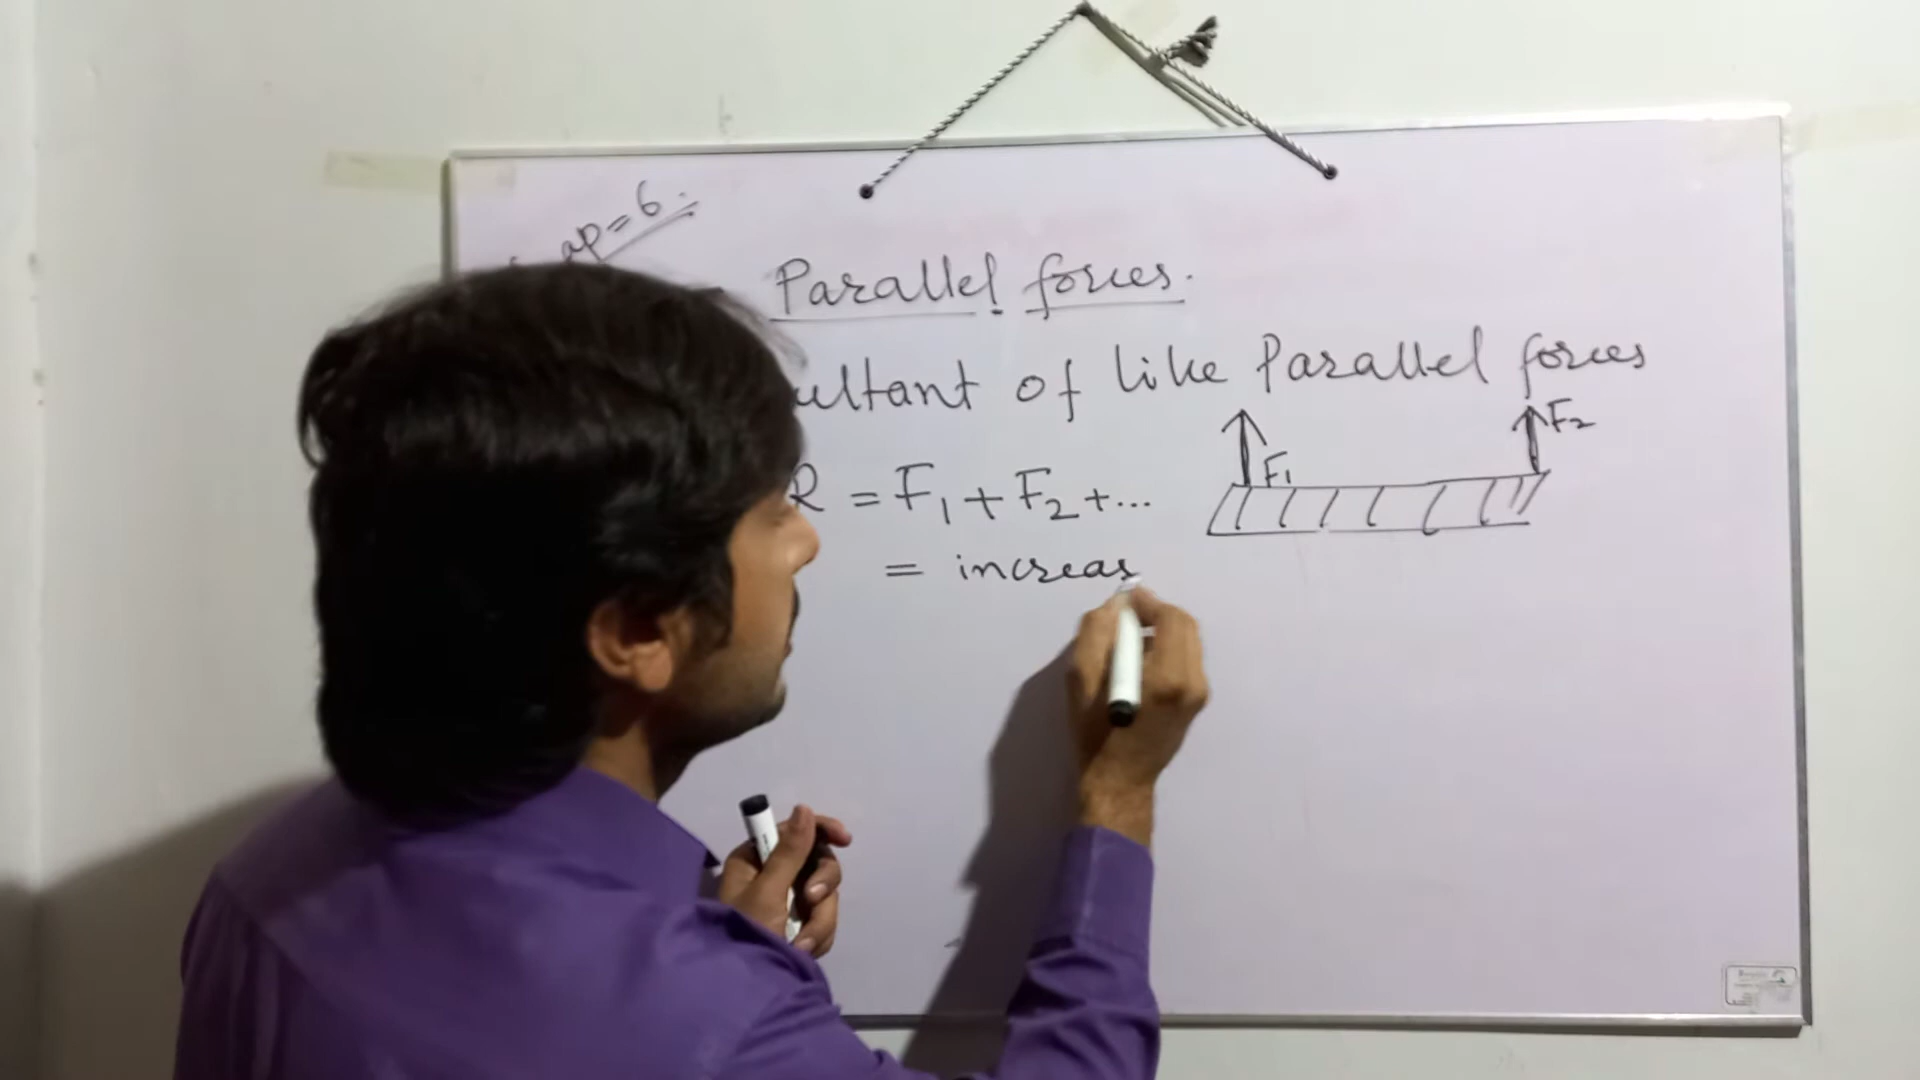 ap=6.
Parallel forces.
ultant of like Parallel forces
F2
F1
R = F1 + F2 + ...
= increas